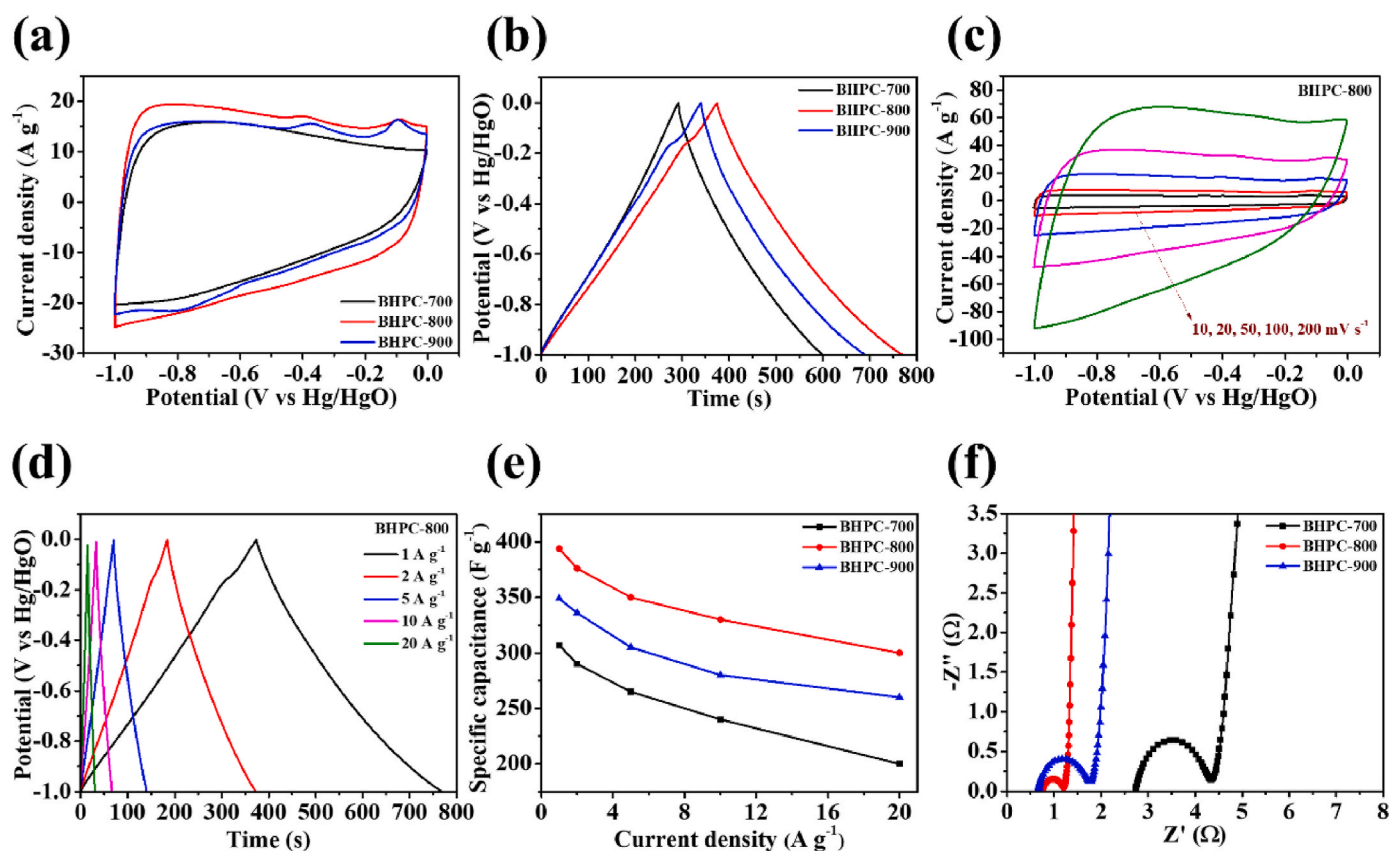 (a)
Current density (A g-1)
20
10
0
-10
-20
-30
BHPC-700
BHPC-800
BHPC-900
-1.0 -0.8 -0.6 -0.4 -0.2 0.0
Potential (V vs Hg/HgO)
(b)
Potential (V vs Hg/HgO)
0.0
-0.2
-0.4
-0.6
-0.8
-1.0
BHPC-700
BHPC-800
BHPC-900
0 100 200 300 400 500 600 700 800
Time (s)
(c)
Current density (A g-1)
80
60
40
20
0
-20
-40
-60
-80
-100
BHPC-800
10, 20, 50, 100, 200 mV s-1
-1.0 -0.8 -0.6 -0.4 -0.2 0.0
Potential (V vs Hg/HgO)
(d)
Potential (V vs Hg/HgO)
0.0
-0.2
-0.4
-0.6
-0.8
-1.0
BHPC-800
1 A g-1
2 A g-1
5 A g-1
10 A g-1
20 A g-1
0 100 200 300 400 500 600 700 800
Time (s)
(e)
Specific capacitance (F g-1)
400
350
300
250
200
BHPC-700
BHPC-800
BHPC-900
0 4 8 12 16 20
Current density (A g-1)
(f)
-Z'' (Ω)
3.5
3.0
2.5
2.0
1.5
1.0
0.5
0.0
BHPC-700
BHPC-800
BHPC-900
0 1 2 3 4 5 6 7 8
Z' (Ω)